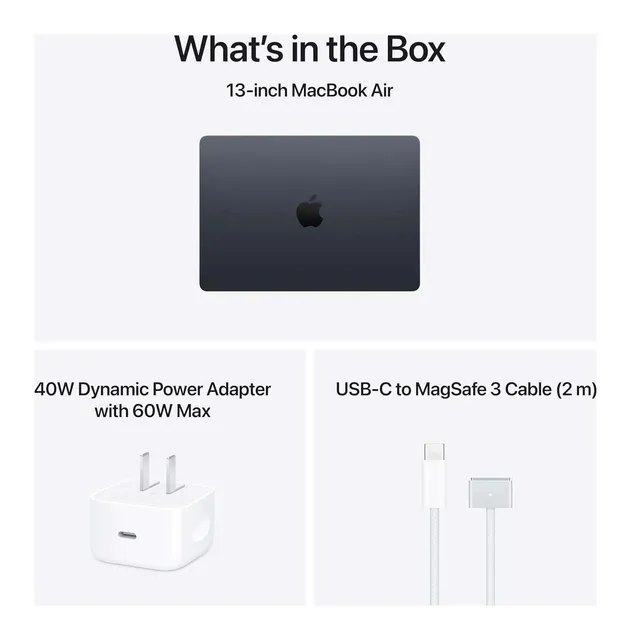 What's in the Box
13-inch MacBook Air
40W Dynamic Power Adapter
with 60W Max
USB-C to MagSafe 3 Cable (2 m)